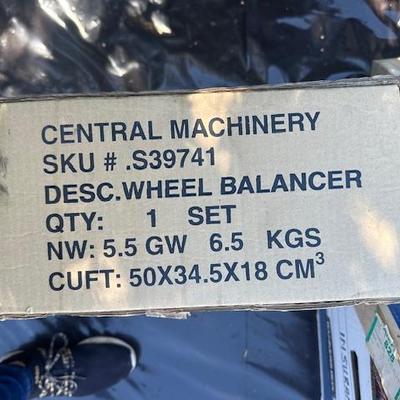 CENTRAL MACHINERY
SKU # .S39741
DESC.WHEEL BALANCER
QTY: 1 SET
NW: 5.5 GW 6.5 KGS
CUFT: 50X34.5X18 CM³